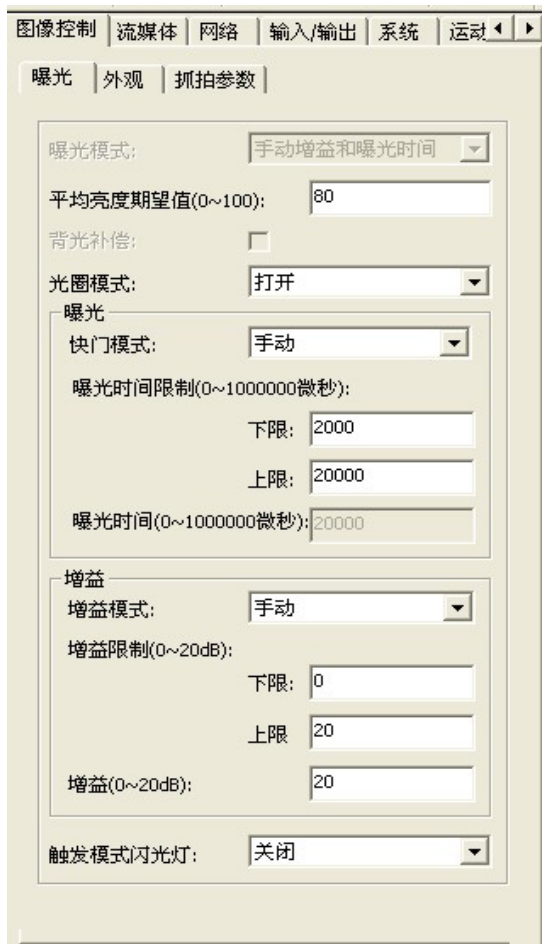 图像控制 流媒体 网络 输入/输出 系统 运动
曝光 外观 抓拍参数
曝光模式: 手动增益和曝光时间
平均亮度期望值(0~100): 80
背光补偿:
光圈模式: 打开
曝光
快门模式: 手动
曝光时间限制(0~1000000微秒):
下限: 2000
上限: 20000
曝光时间(0~1000000微秒): 20000
增益
增益模式: 手动
增益限制(0~20dB):
下限: 0
上限 20
增益(0~20dB): 20
触发模式闪光灯: 关闭